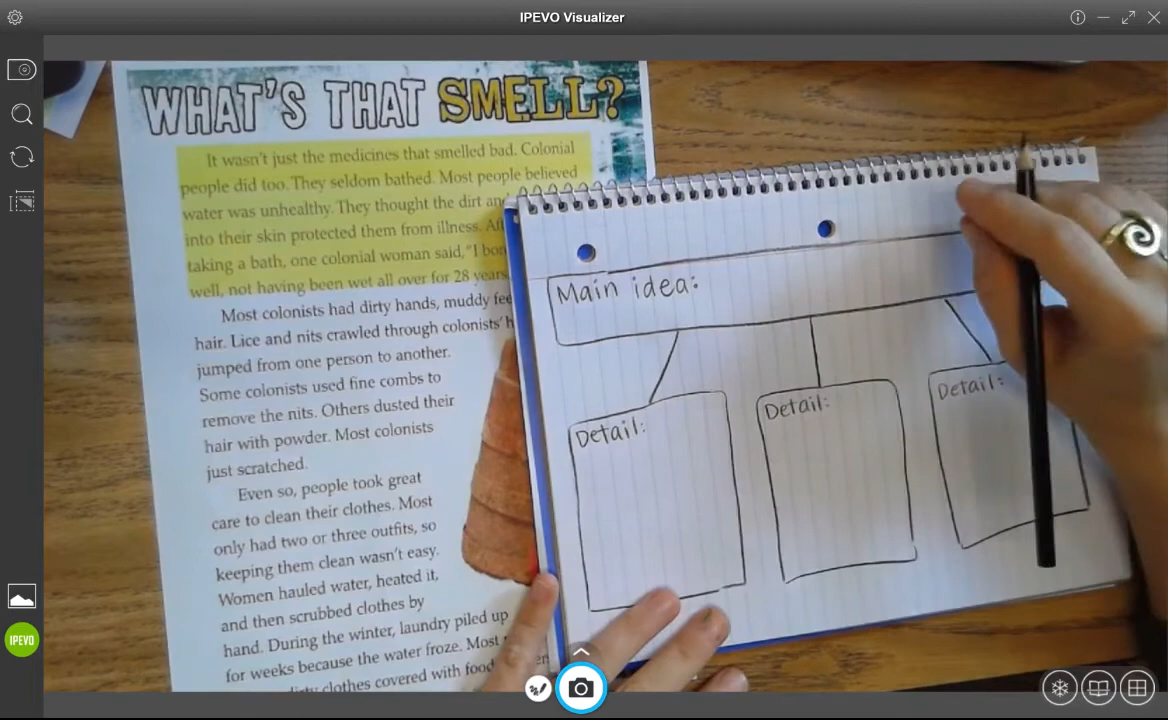 IPEVO Visualizer
WHAT'S THAT SMELL?
It wasn't just the medicines that smelled bad. Colonial
people did too. They seldom bathed. Most people believed
water was unhealthy. They thought the dirt
into their skin protected them from illness.
taking a bath, one colonial woman said, "I
well, not having been wet all over for 28 years
Most colonists had dirty hands, muddy
hair. Lice and nits crawled through colonists'
jumped from one person to another.
Some colonists used fine combs to
remove the nits. Others dusted their
hair with powder. Most colonists
just scratched.
Even so, people took great
care to clean their clothes. Most
only had two or three outfits, so
keeping them clean wasn't easy.
Women hauled water, heated it,
and then scrubbed clothes by
hand. During the winter, laundry piled up
for weeks because the water froze. Most
clothes covered with food
Main idea:
Detail:
Detail:
Detail:
IPEVO